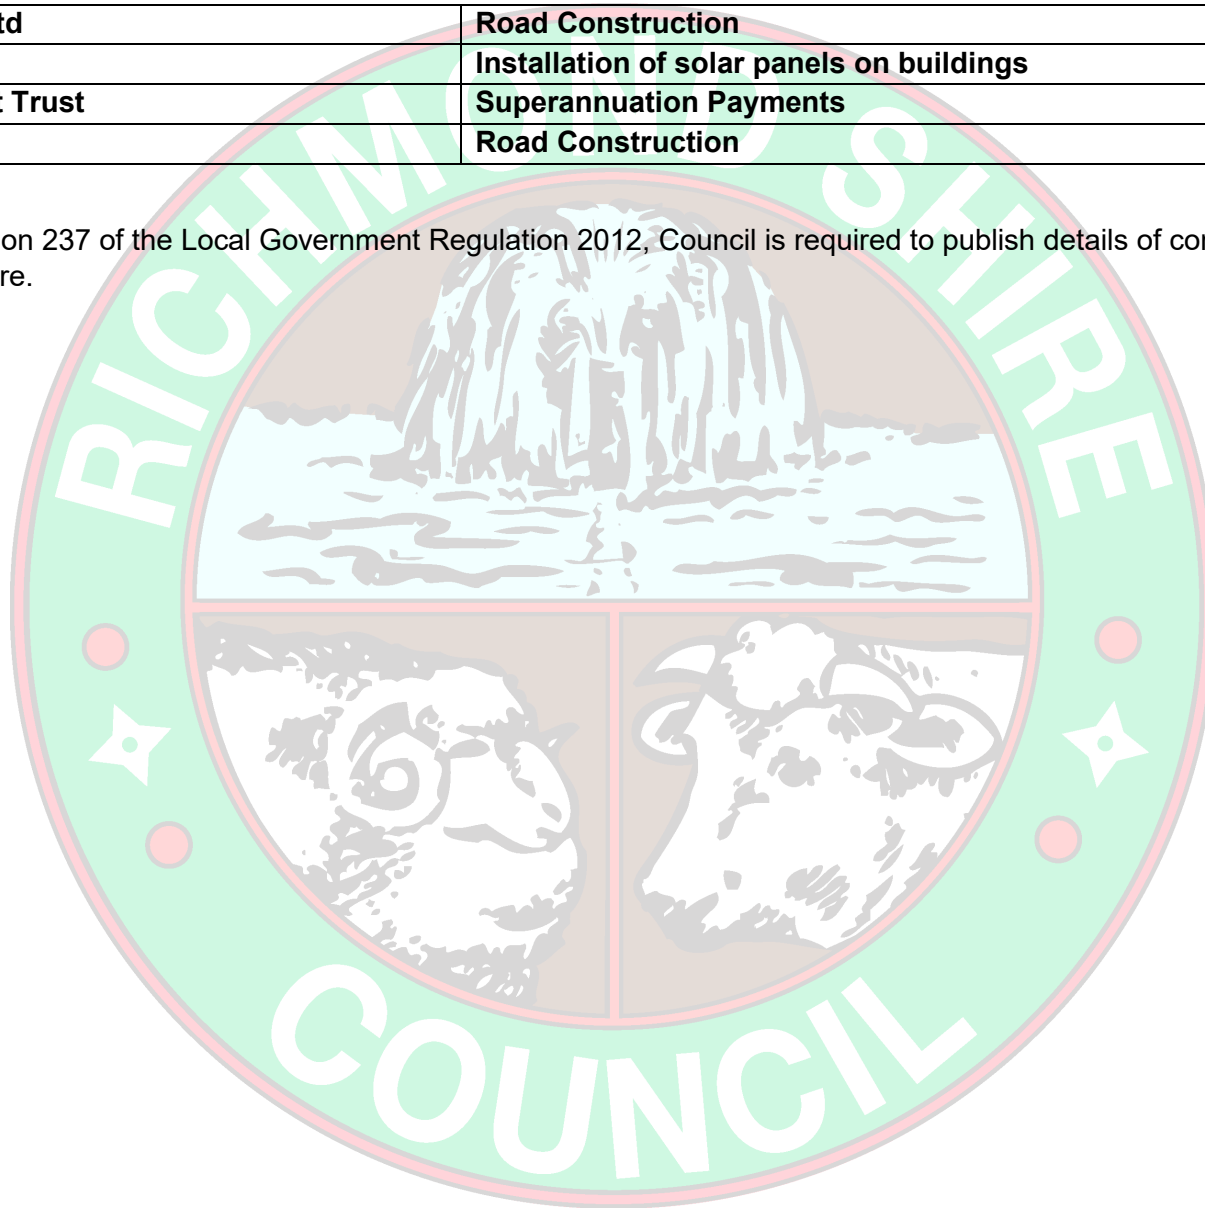 td Road Construction
Installation of solar panels on buildings
t Trust Superannuation Payments
Road Construction
on 237 of the Local Government Regulation 2012, Council is required to publish details of con
re.
RICHMOND SHIRE
COUNCIL